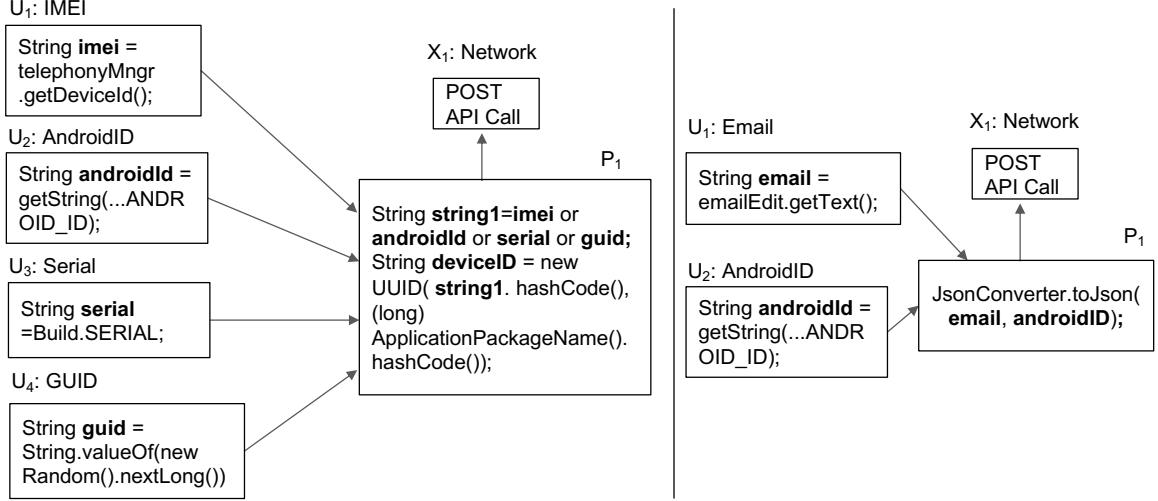 U₁: IMEI
String imei =
telephonyMngr
.getDeviceId();
U₂: AndroidID
String androidId =
getString(...ANDR
OID_ID);
U₃: Serial
String serial
=Build.SERIAL;
U₄: GUID
String guid =
String.valueOf(new
Random().nextLong())
X₁: Network
POST
API Call
P₁
String string1=imei or
androidId or serial or guid;
String deviceID = new
UUID( string1. hashCode(),
(long)
ApplicationPackageName().
hashCode());
U₁: Email
String email =
emailEdit.getText();
U₂: AndroidID
String androidId =
getString(...ANDR
OID_ID);
X₁: Network
POST
API Call
P₁
JsonConverter.toJson(
email, androidID);